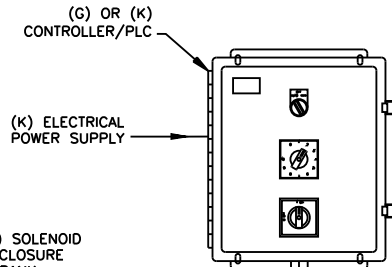 (G) OR (K)
CONTROLLER/PLC
(K) ELECTRICAL
POWER SUPPLY
) SOLENOID
CLOSURE